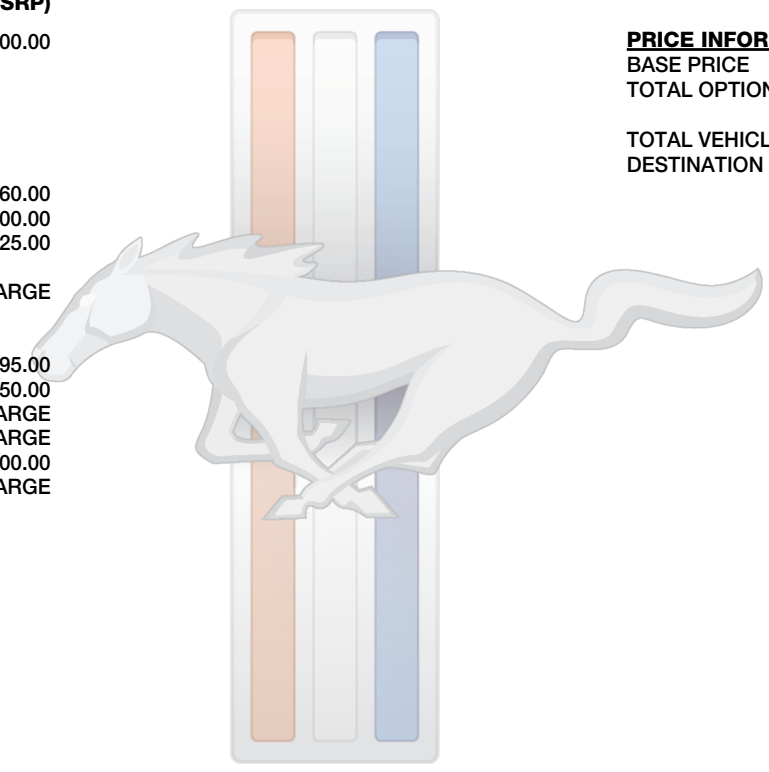 SRP)
00.00
60.00
00.00
25.00
ARGE
95.00
50.00
ARGE
ARGE
00.00
ARGE
PRICE INFOR
BASE PRICE
TOTAL OPTION
TOTAL VEHICL
DESTINATION